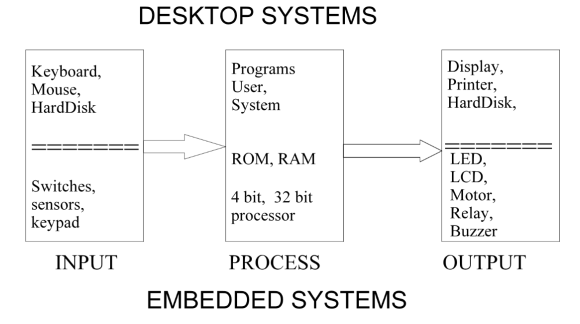 DESKTOP SYSTEMS
Keyboard,
Mouse,
HardDisk
=======
Switches,
sensors,
keypad
INPUT
Programs
User,
System
ROM, RAM
4 bit, 32 bit
processor
PROCESS
Display,
Printer,
HardDisk,
=======
LED,
LCD,
Motor,
Relay,
Buzzer
OUTPUT
EMBEDDED SYSTEMS